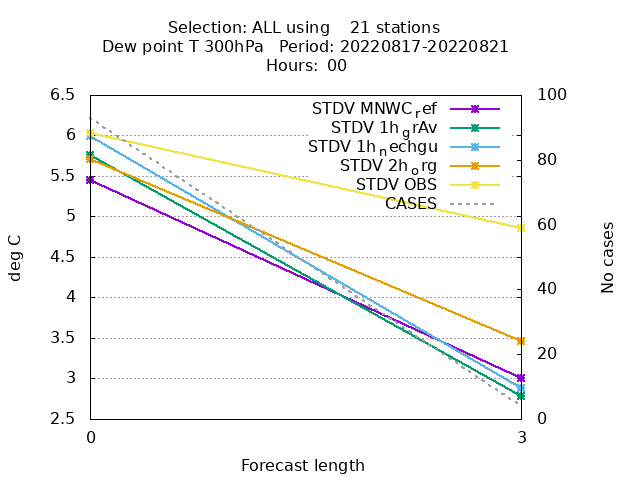 Selection: ALL using    21 stations
Dew point T 300hPa   Period: 20220817-20220821
Hours:  00
6.5
6
5.5
5
4.5
4
3.5
3
2.5
deg C
STDV MNWC_ref
STDV 1h_grAv
STDV 1h_nechgu
STDV 2h_org
STDV OBS
CASES
100
80
60
40
20
0
No cases
0
3
Forecast length